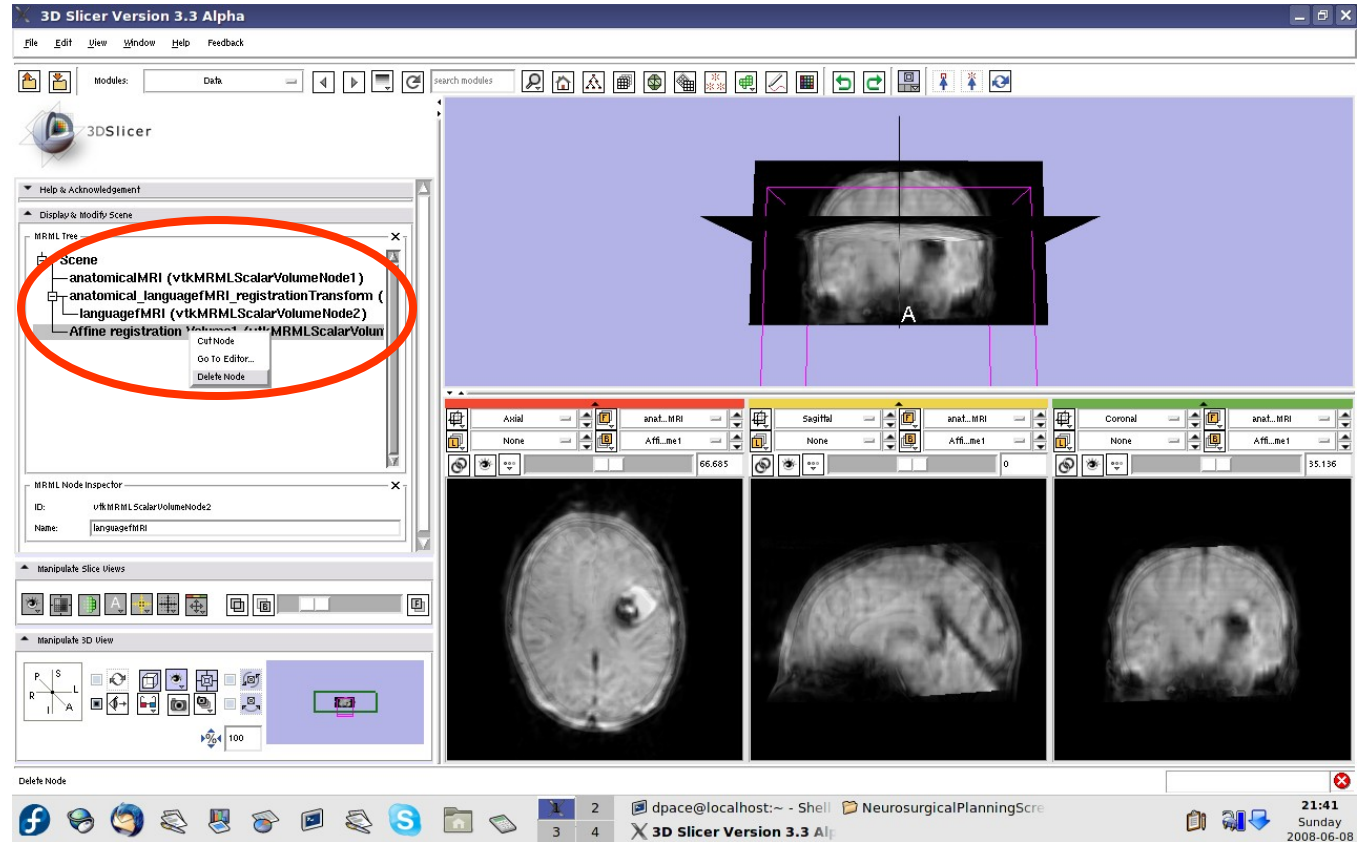 3D Slicer Version 3.3 Alpha
File Edit View Window Help Feedback
Modules: Data search modules
3DSlicer
Help & Acknowledgement
Display & Modify Scene
MRML Tree
Scene
anatomicalMRI (vtkMRMLScalarVolumeNode1)
anatomical_languagefMRI_registrationTransform (
languagefMRI (vtkMRMLScalarVolumeNode2)
Affine registration Volume1 (vtkMRMLScalarVolum
Cut Node
Go To Editor...
Delete Node
MRML Node Inspector
ID: vtkMRMLScalarVolumeNode2
Name: languagefMRI
Manipulate Slice Views
Manipulate 3D View
P S
R L
I A
100
A
Axial anat...MRI
None Affi...me1
66.685
Sagittal anat...MRI
None Affi...me1
0
Coronal anat...MRI
None Affi...me1
35.136
Delete Node
1 2
3 4
dpace@localhost:~ - Shell
NeurosurgicalPlanningScre
3D Slicer Version 3.3 Alp
21:41
Sunday
2008-06-08